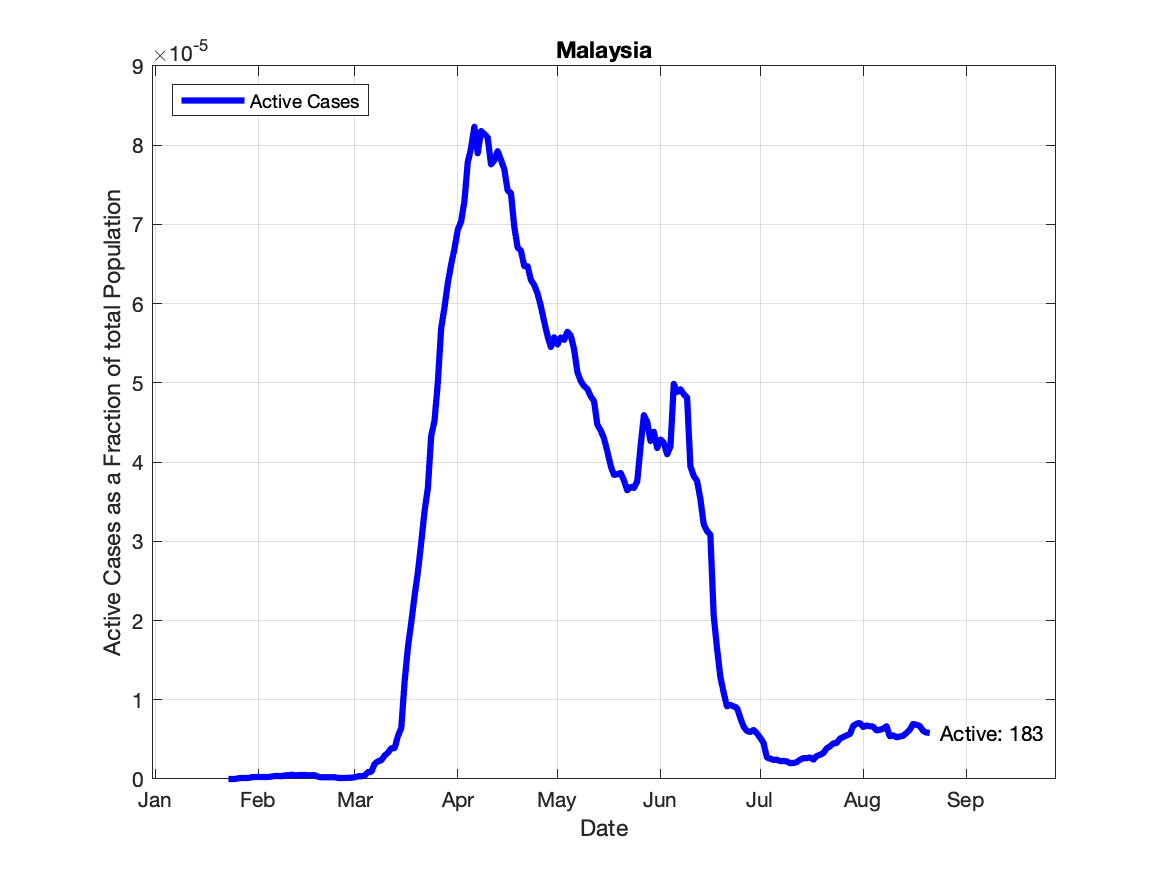 Malaysia
×10-5
Active Cases
9
8
7
6
5
4
3
2
1
0
Active Cases as a Fraction of total Population
Active: 183
Jan Feb Mar Apr May Jun Jul Aug Sep
Date